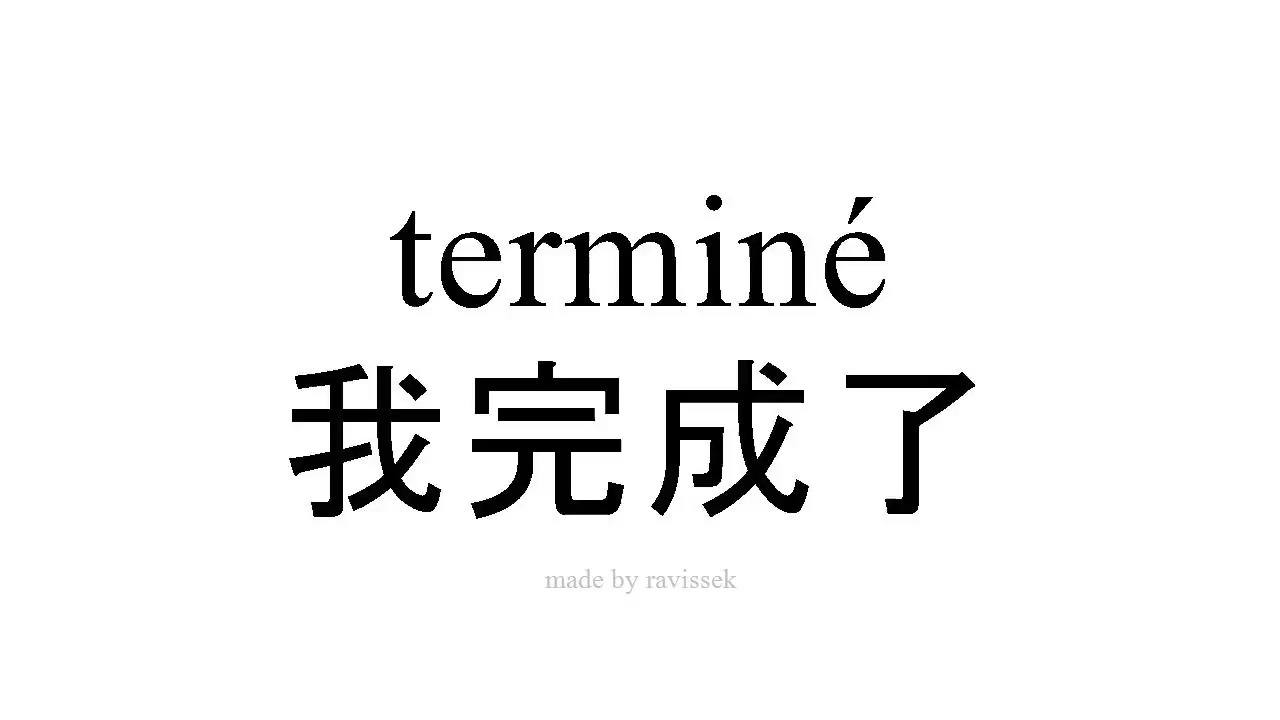 terminé
我完成了
made by ravissek